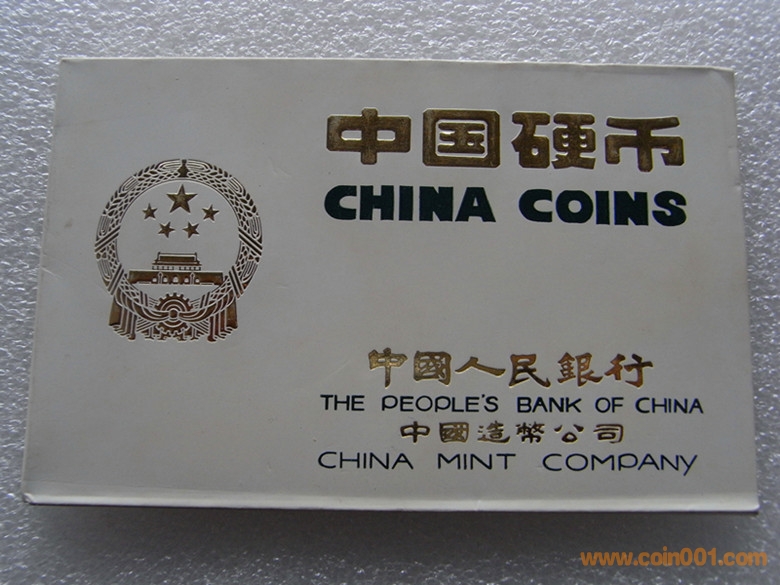 中国硬币
CHINA COINS
中國人民銀行
THE PEOPLE'S BANK OF CHINA
中國造幣公司
CHINA MINT COMPANY
www.coin001.com